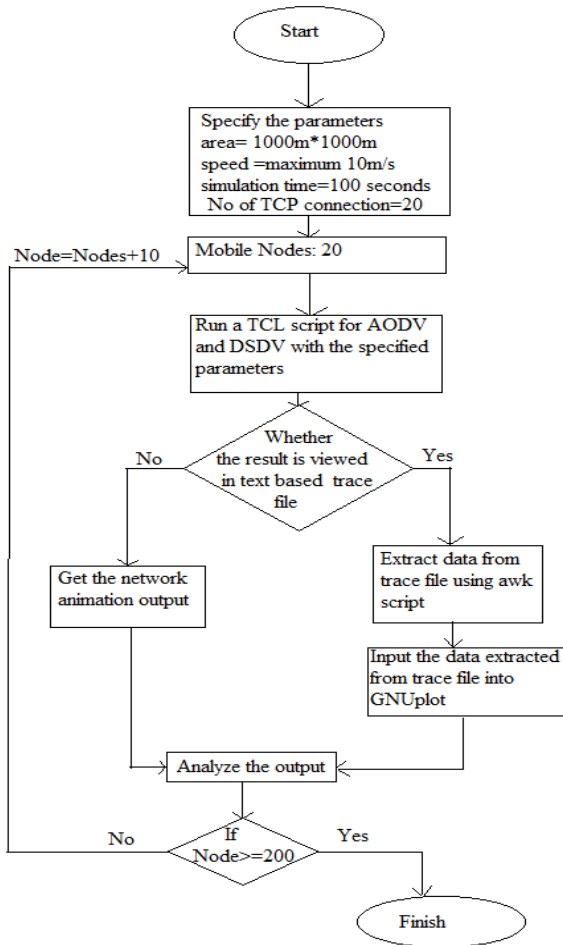 Start
Specify the parameters
area= 1000m*1000m
speed =maximum 10m/s
simulation time=100 seconds
No of TCP connection=20
Node=Nodes+10
Mobile Nodes: 20
Run a TCL script for AODV
and DSDV with the specified
parameters
Whether
the result is viewed
in text based trace
file
No
Yes
Get the network
animation output
Extract data from
trace file using awk
script
Input the data extracted
from trace file into
GNUplot
Analyze the output
If
Node>=200
No
Yes
Finish